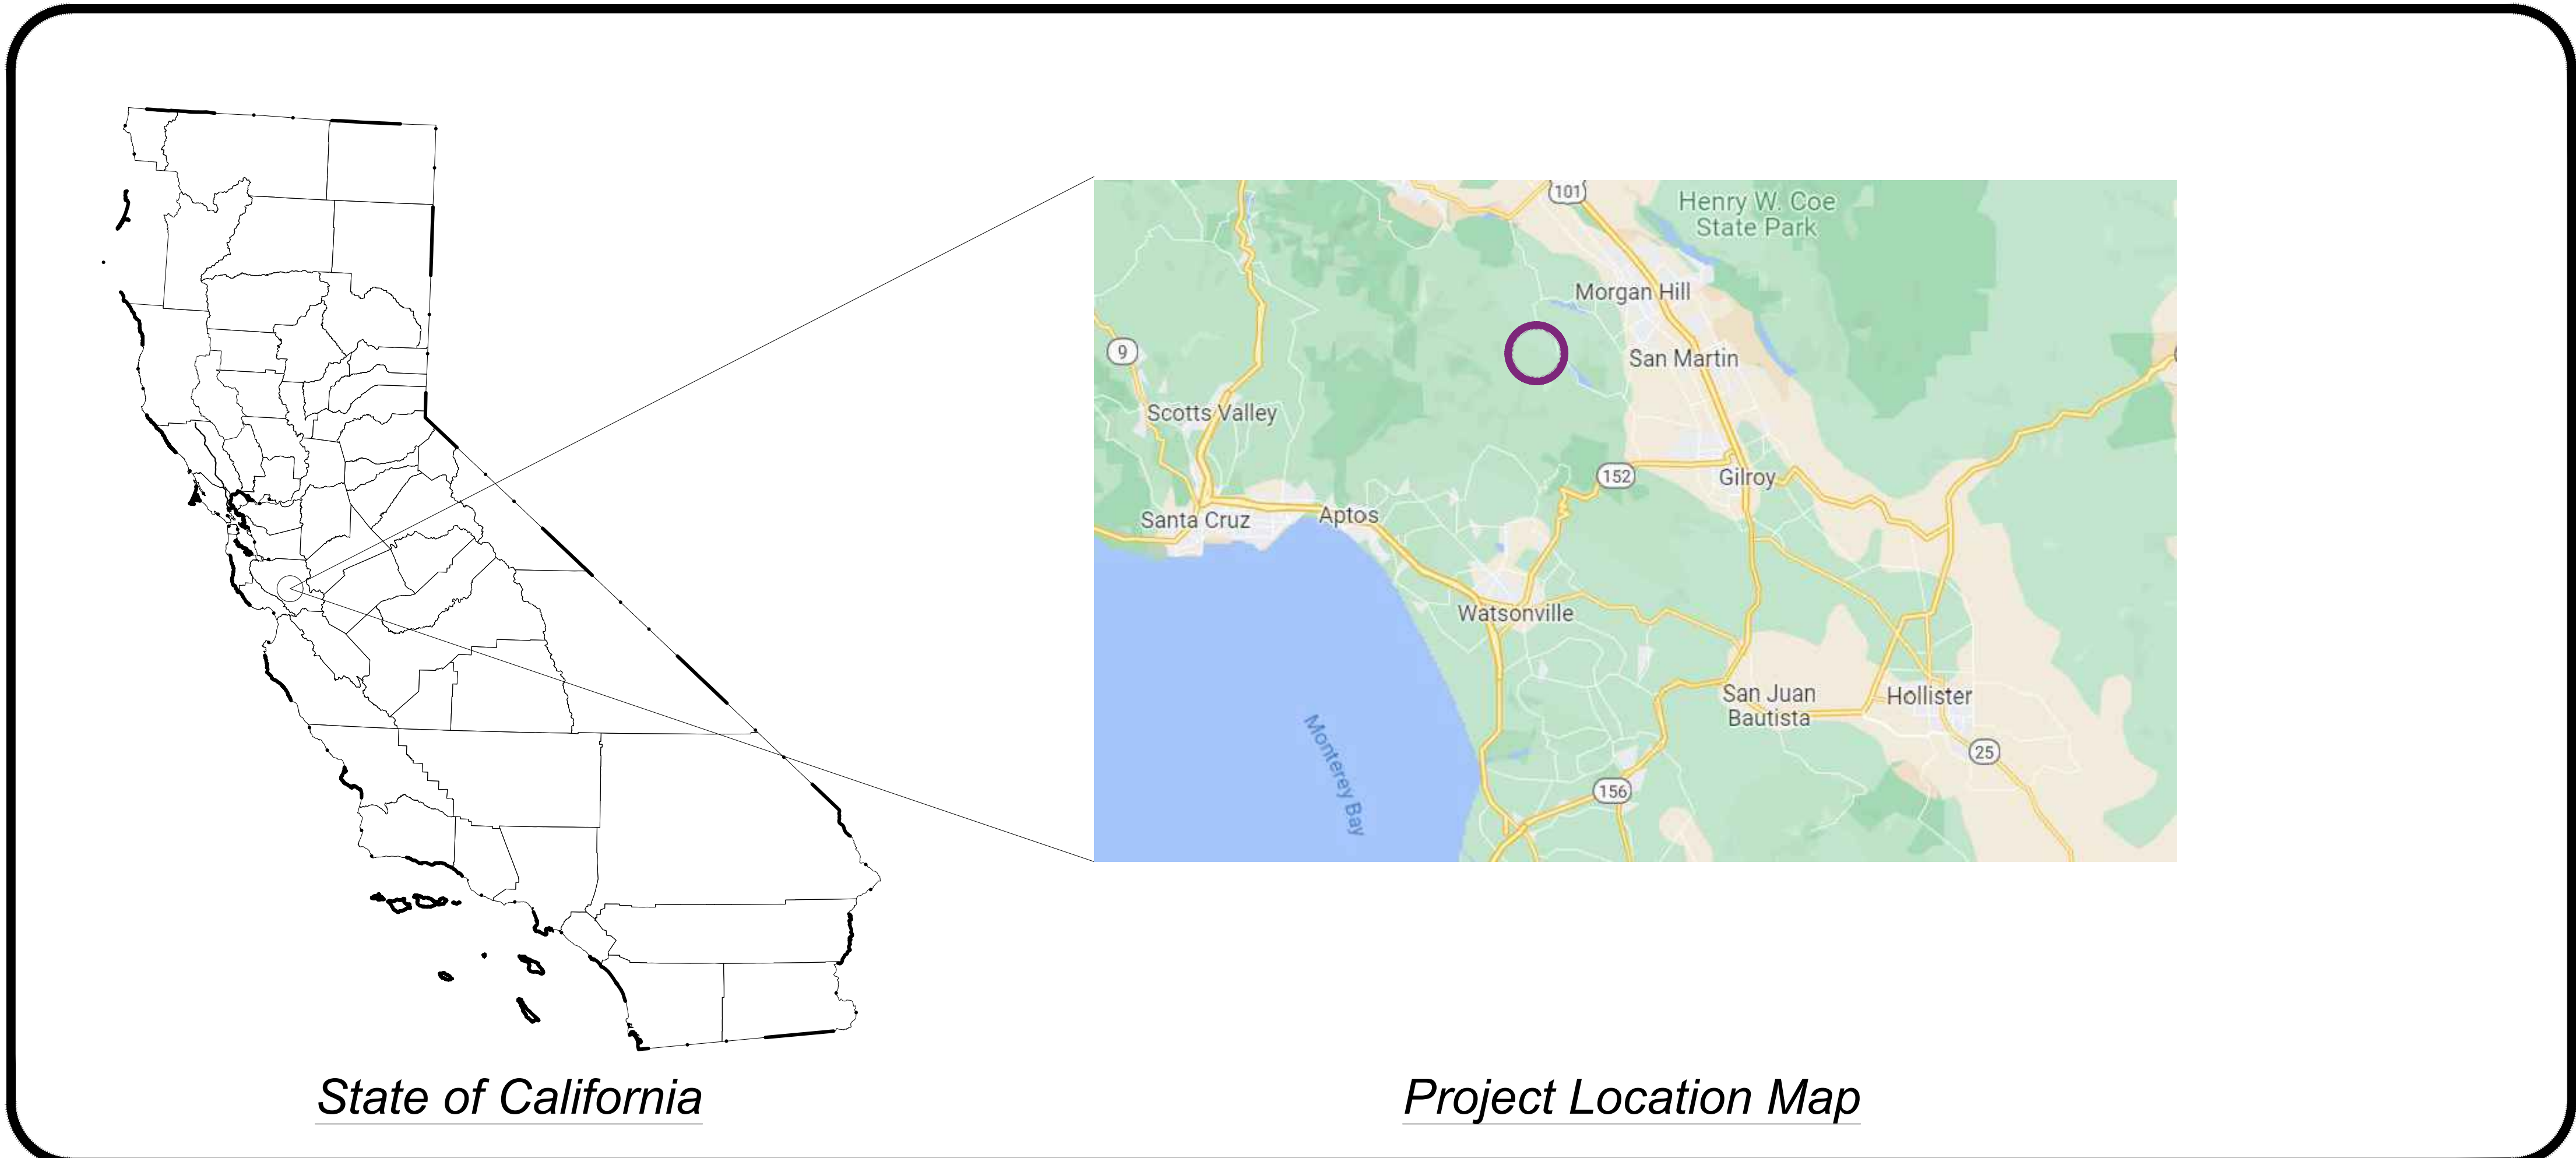 101
Henry W. Coe
State Park
Morgan Hill
9
San Martin
Scotts Valley
152
Gilroy
Santa Cruz
Aptos
Watsonville
San Juan
Bautista
Hollister
Monterey Bay
25
156
State of California
Project Location Map